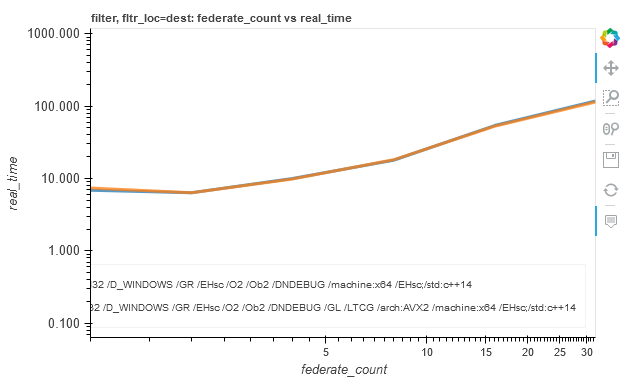 filter, fltr_loc=dest: federate_count vs real_time
1000.000
100.000
10.000
1.000
0.100
real_time
32 /D_WINDOWS /GR /EHsc /O2 /Ob2 /DNDEBUG /machine:x64 /EHsc;/std:c++14
32 /D_WINDOWS /GR /EHsc /O2 /Ob2 /DNDEBUG /GL /LTCG /arch:AVX2 /machine:x64 /EHsc;/std:c++14
5 10 15 20 25 30
federate_count